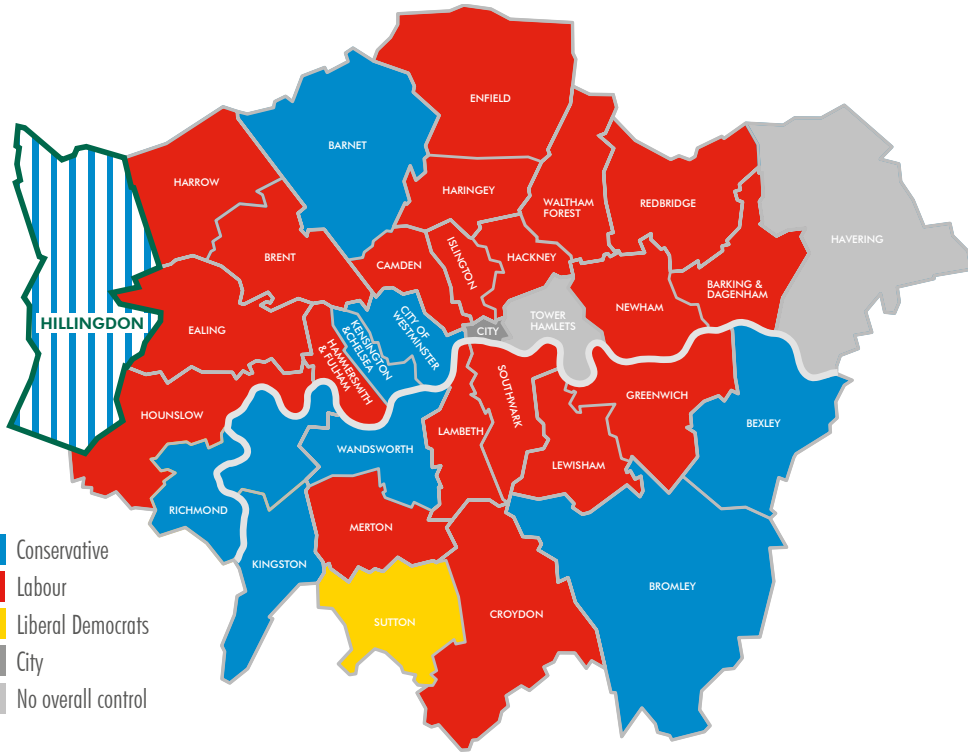 ENFIELD
BARNET
HARROW
HARINGEY
WALTHAM
FOREST
REDBRIDGE
HAVERING
BRENT
CAMDEN
ISLINGTON
HACKNEY
BARKING &
DAGENHAM
NEWHAM
HILLINGDON
EALING
HAMMERSMITH
& FULHAM
KENSINGTON
& CHELSEA
CITY OF
WESTMINSTER
CITY
TOWER
HAMLETS
HOUNSLOW
WANDSWORTH
LAMBETH
SOUTHWARK
LEWISHAM
GREENWICH
BEXLEY
RICHMOND
MERTON
KINGSTON
SUTTON
CROYDON
BROMLEY
Conservative
Labour
Liberal Democrats
City
No overall control